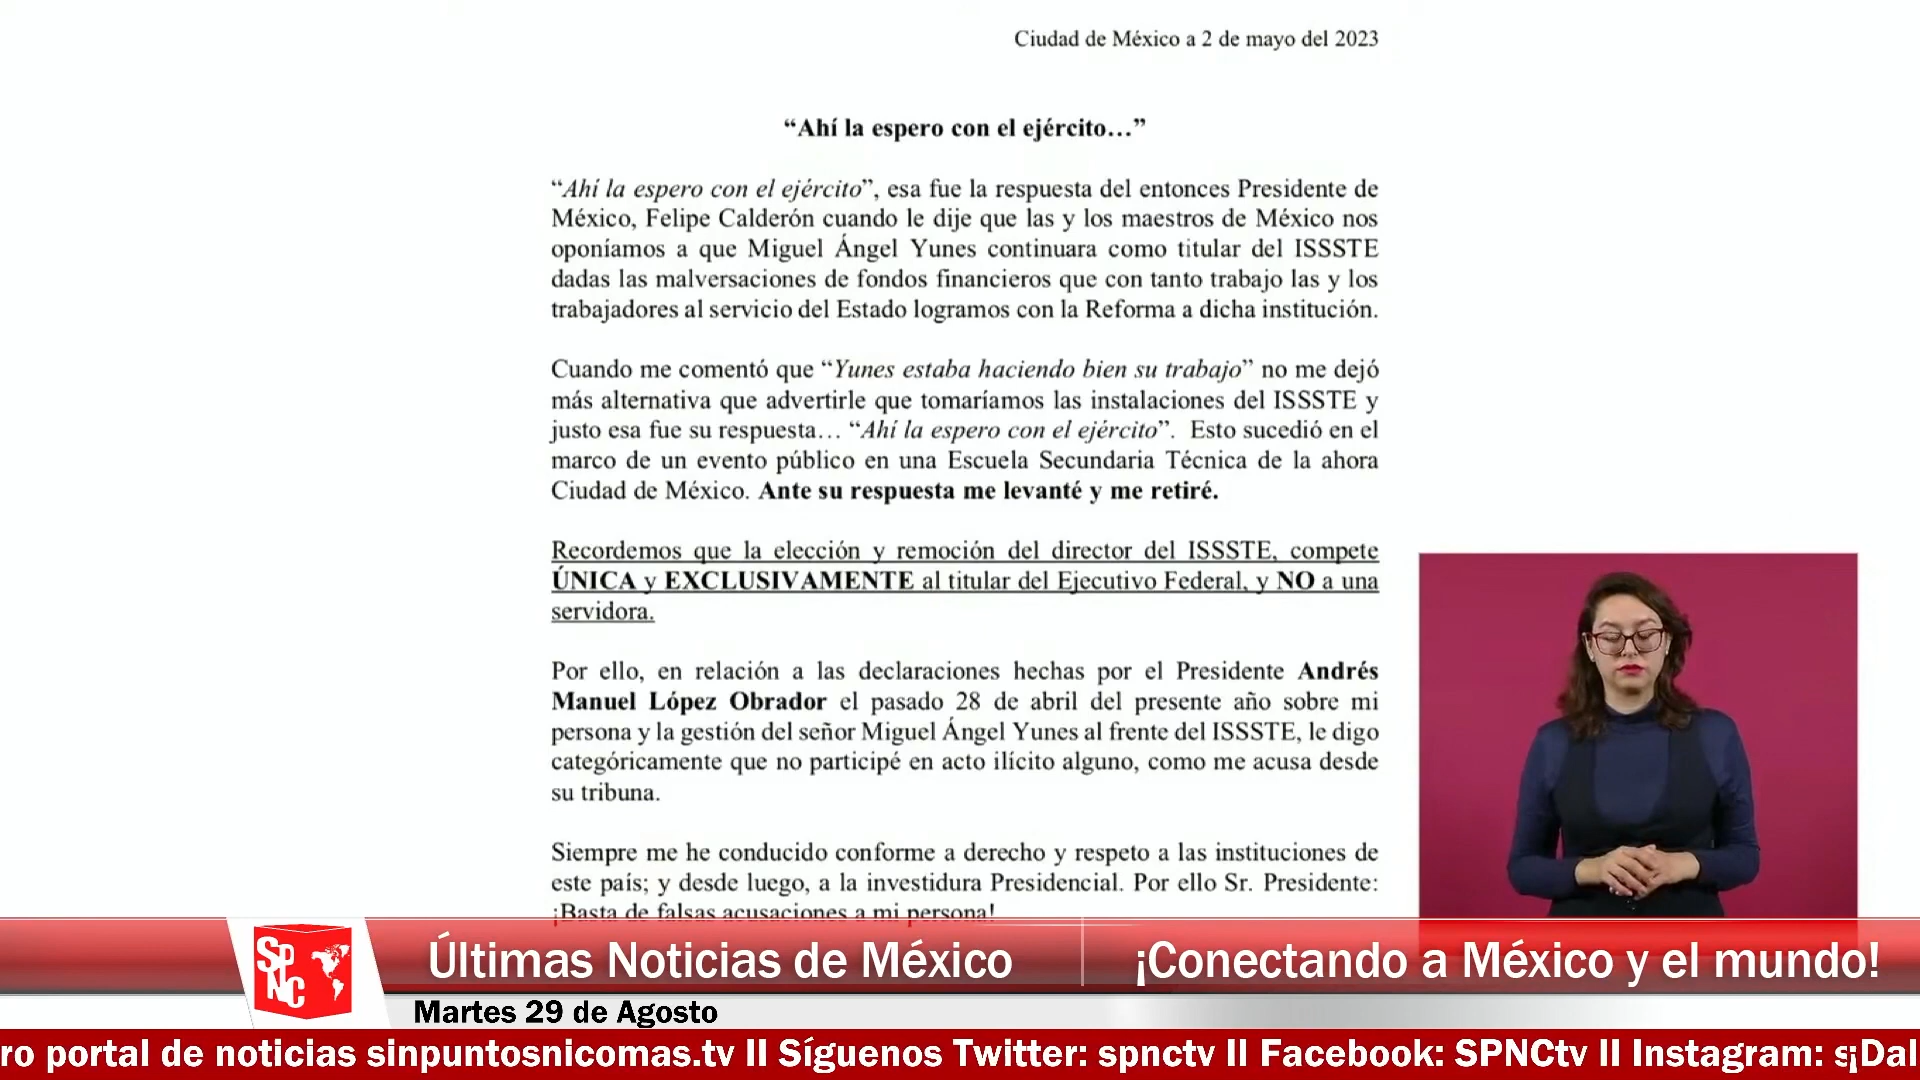 Ciudad de México a 2 de mayo del 2023
“Ahí la espero con el ejército…”
“Ahí la espero con el ejército”, esa fue la respuesta del entonces Presidente de
México, Felipe Calderón cuando le dije que las y los maestros de México nos
oponíamos a que Miguel Ángel Yunes continuara como titular del ISSSTE
dadas las malversaciones de fondos financieros que con tanto trabajo las y los
trabajadores al servicio del Estado logramos con la Reforma a dicha institución.
Cuando me comentó que “Yunes estaba haciendo bien su trabajo” no me dejó
más alternativa que advertirle que tomaríamos las instalaciones del ISSSTE y
justo esa fue su respuesta… “Ahí la espero con el ejército”. Esto sucedió en el
marco de un evento público en una Escuela Secundaria Técnica de la ahora
Ciudad de México. Ante su respuesta me levanté y me retiré.
Recordemos que la elección y remoción del director del ISSSTE, compete
ÚNICA y EXCLUSIVAMENTE al titular del Ejecutivo Federal, y NO a una
servidora.
Por ello, en relación a las declaraciones hechas por el Presidente Andrés
Manuel López Obrador el pasado 28 de abril del presente año sobre mi
persona y la gestión del señor Miguel Ángel Yunes al frente del ISSSTE, le digo
categóricamente que no participé en acto ilícito alguno, como me acusa desde
su tribuna.
Siempre me he conducido conforme a derecho y respeto a las instituciones de
este país; y desde luego, a la investidura Presidencial. Por ello Sr. Presidente:
¡Basta de falsas acusaciones a mi persona!
SPNC
Últimas Noticias de México
¡Conectando a México y el mundo!
Martes 29 de Agosto
ro portal de noticias sinpuntosnicomas.tv II Síguenos Twitter: spnctv II Facebook: SPNCtv II Instagram: s¡Dal